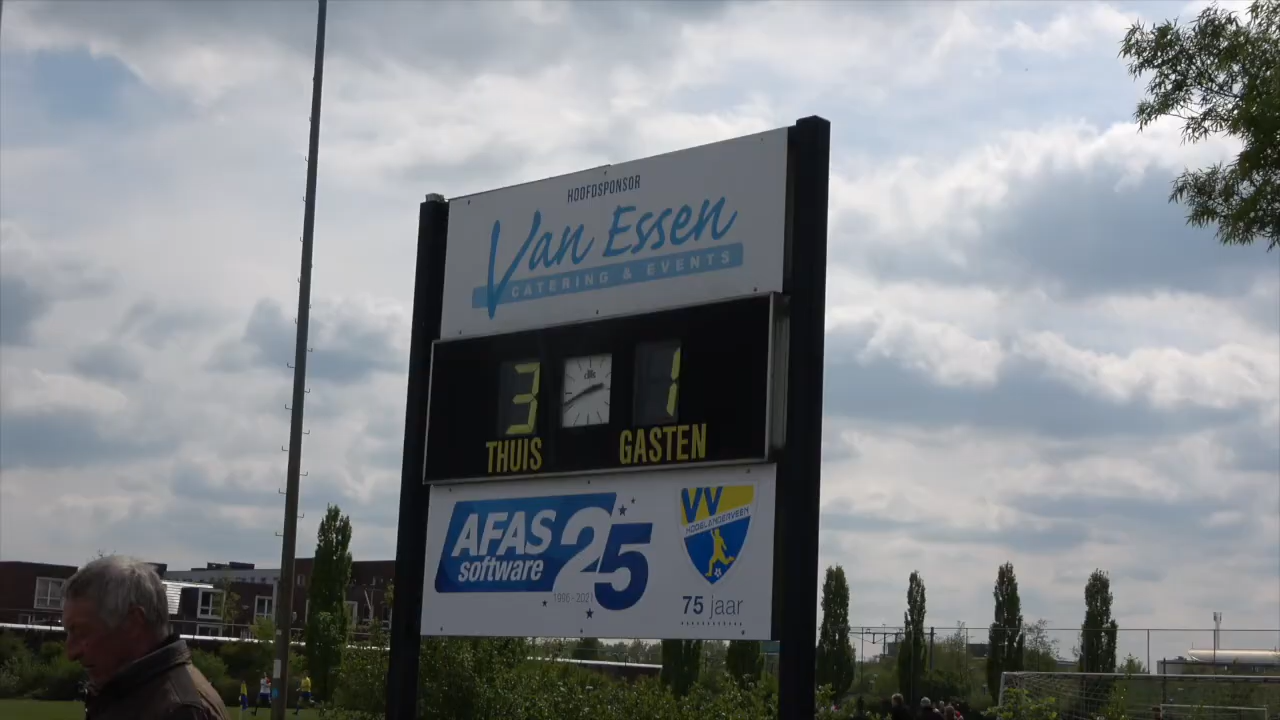 HOOFDSPONSOR
Van Essen
CATERING & EVENTS
3 1
THUIS GASTEN
AFAS 25
software
1996-2021
VV
HOOGLANDERVEEN
75 jaar